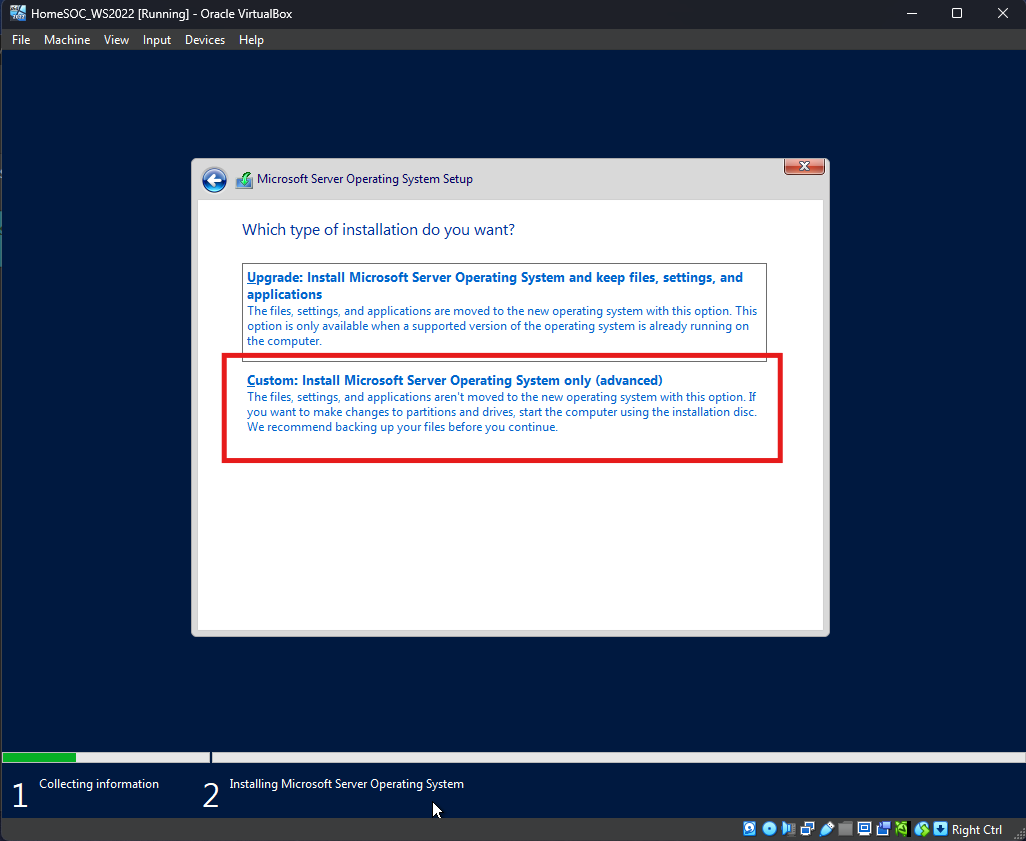 HomeSOC_WS2022 [Running] - Oracle VirtualBox
File Machine View Input Devices Help
Microsoft Server Operating System Setup
Which type of installation do you want?
Upgrade: Install Microsoft Server Operating System and keep files, settings, and
applications
The files, settings, and applications are moved to the new operating system with this option. This
option is only available when a supported version of the operating system is already running on
the computer.
Custom: Install Microsoft Server Operating System only (advanced)
The files, settings, and applications aren't moved to the new operating system with this option. If
you want to make changes to partitions and drives, start the computer using the installation disc.
We recommend backing up your files before you continue.
1 Collecting information 2 Installing Microsoft Server Operating System
Right Ctrl